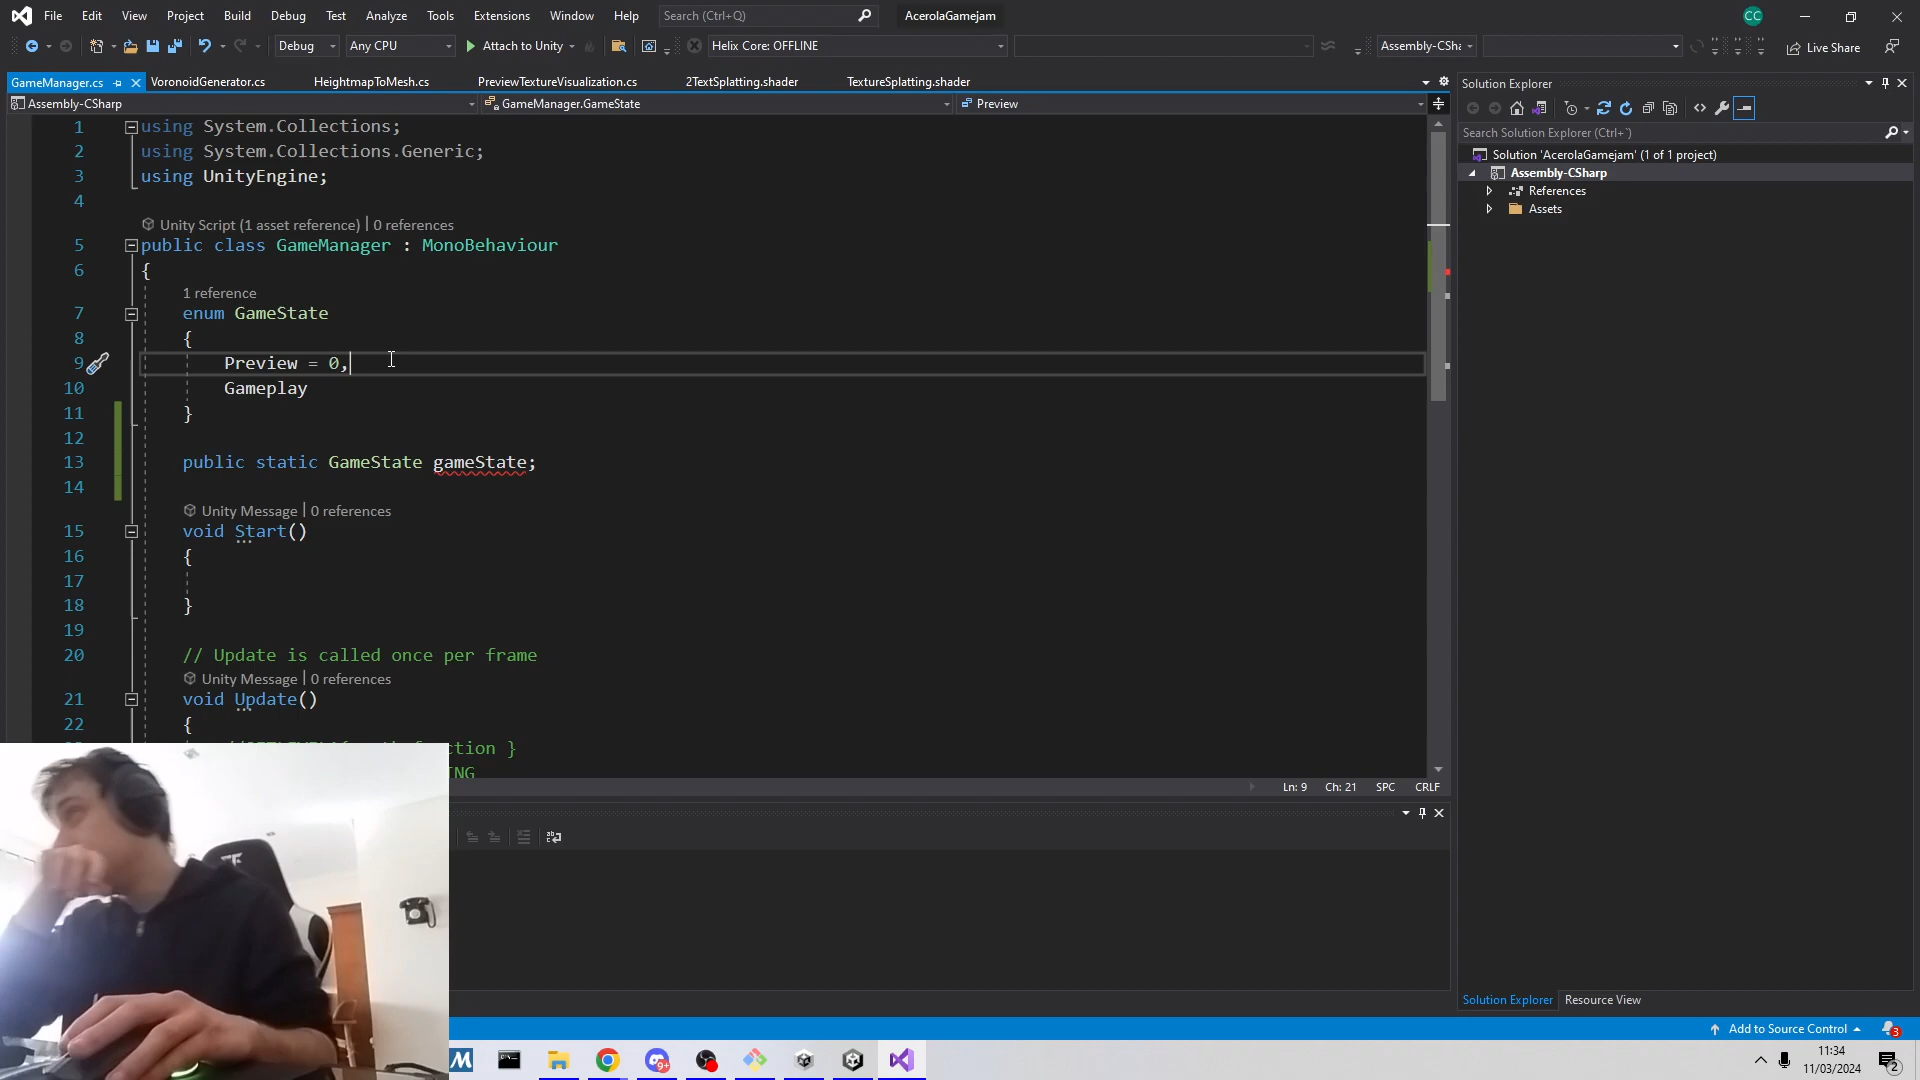 File Edit View Project Build Debug Test Analyze Tools Extensions Window Help Search (Ctrl+Q) AcerolaGamejam CC
Debug Any CPU Attach to Unity Helix Core: OFFLINE Assembly-CSha Live Share
GameManager.cs VoronoidGenerator.cs HeightmapToMesh.cs PreviewTextureVisualization.cs 2TextSplatting.shader TextureSplatting.shader
Assembly-CSharp GameManager.GameState Preview
1 using System.Collections;
2 using System.Collections.Generic;
3 using UnityEngine;
4
Unity Script (1 asset reference) | 0 references
5 public class GameManager : MonoBehaviour
6 {
1 reference
7 enum GameState
8 {
9 Preview = 0,
10 Gameplay
11 }
12
13 public static GameState gameState;
14
Unity Message | 0 references
15 void Start()
16 {
17
18 }
19
20 // Update is called once per frame
Unity Message | 0 references
21 void Update()
22 {
Ln: 9 Ch: 21 SPC CRLF
Solution Explorer
Search Solution Explorer (Ctrl+¨)
Solution 'AcerolaGamejam' (1 of 1 project)
Assembly-CSharp
References
Assets
Solution Explorer Resource View
Add to Source Control 3
9+
11:34
11/03/2024
2